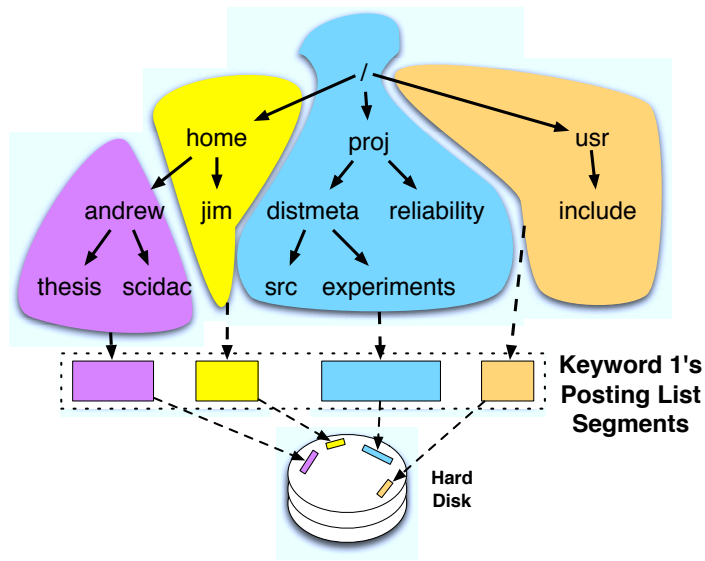 /
home
proj
usr
andrew
jim
distmeta
reliability
include
thesis
scidac
src
experiments
Keyword 1's
Posting List
Segments
Hard
Disk